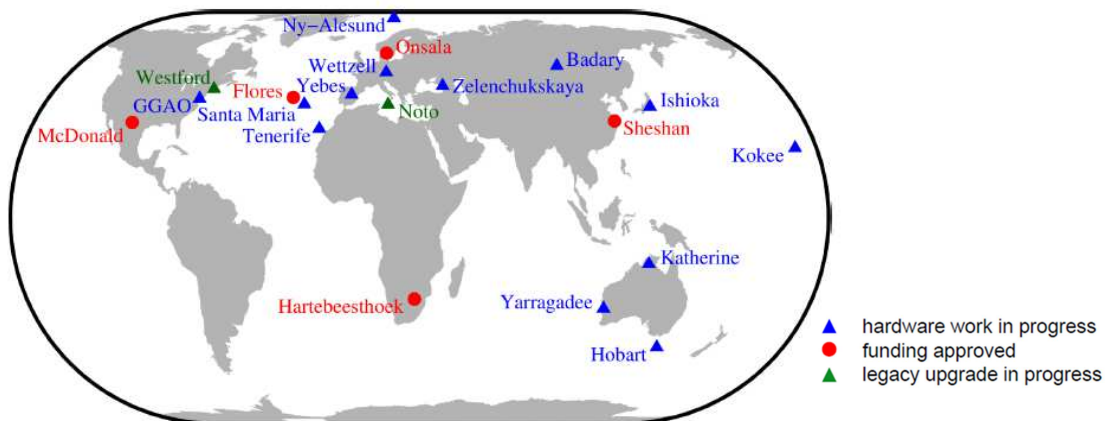 Ny-Alesund
Onsala
Wettzell
Badary
Westford
Flores
Yebes
Zelenchukskaya
GGAO
Santa Maria
Noto
Ishioka
McDonald
Tenerife
Sheshan
Kokee
Katherine
Hartebeesthoek
Yarragadee
Hobart
hardware work in progress
funding approved
legacy upgrade in progress